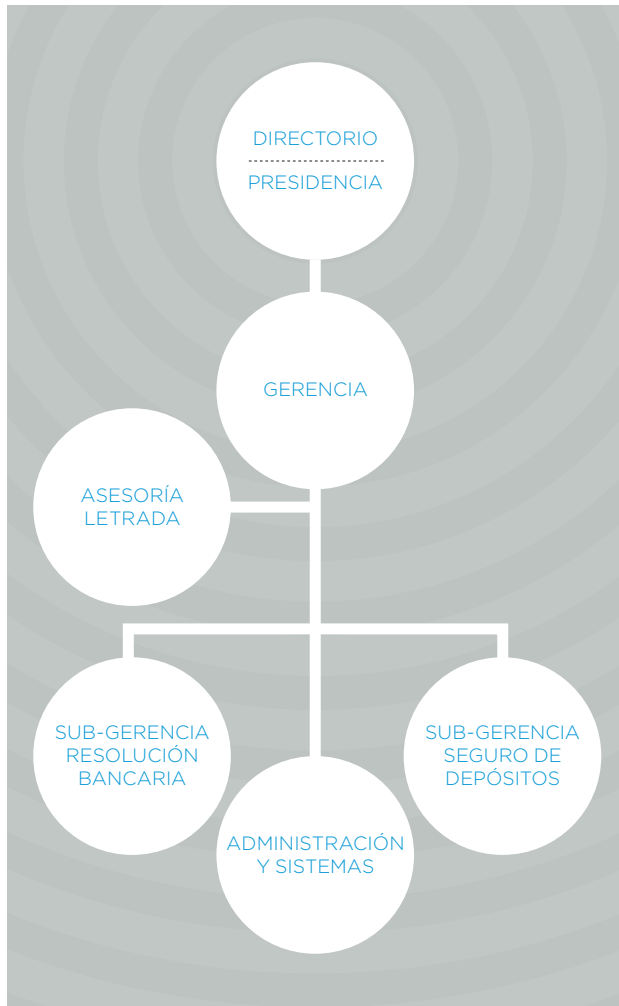 DIRECTORIO
PRESIDENCIA
GERENCIA
ASESORÍA
LETRADA
SUB-GERENCIA
RESOLUCIÓN
BANCARIA
SUB-GERENCIA
SEGURO DE
DEPÓSITOS
ADMINISTRACIÓN
Y SISTEMAS